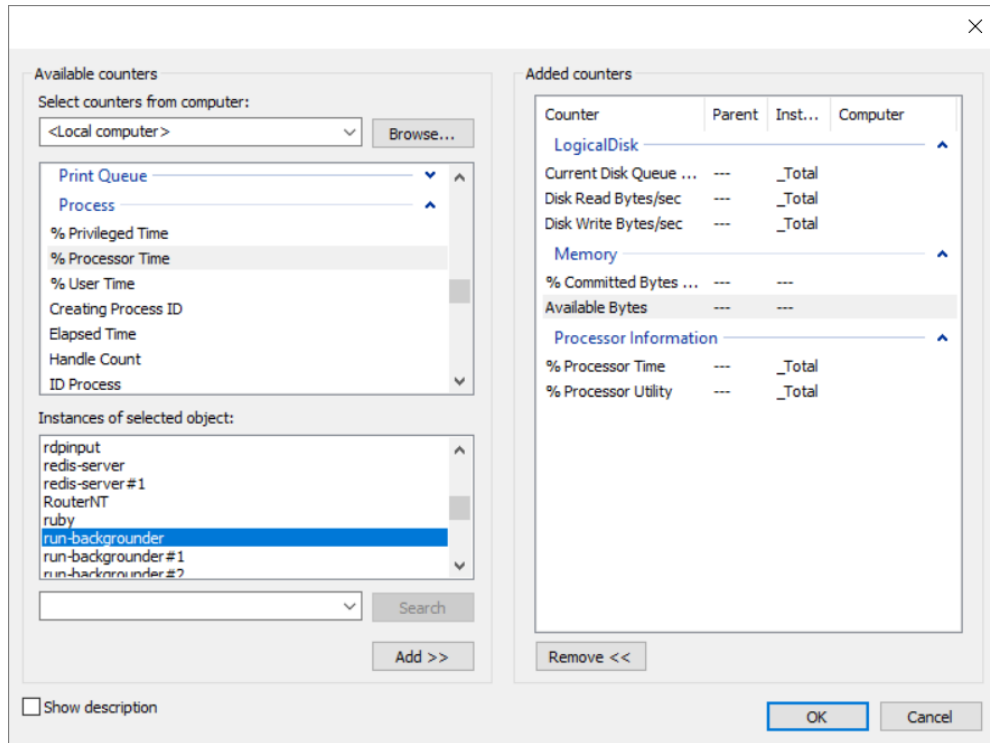 Available counters
Select counters from computer:
<Local computer>
Browse...
Print Queue
Process
% Privileged Time
% Processor Time
% User Time
Creating Process ID
Elapsed Time
Handle Count
ID Process
Instances of selected object:
rdpinput
redis-server
redis-server#1
RouterNT
ruby
run-backgrounder
run-backgrounder#1
run-backgrounder#2
Search
Add >>
Show description
Added counters
Counter Parent Inst... Computer
LogicalDisk
Current Disk Queue ... --- _Total
Disk Read Bytes/sec --- _Total
Disk Write Bytes/sec --- _Total
Memory
% Committed Bytes ... --- ---
Available Bytes --- ---
Processor Information
% Processor Time --- _Total
% Processor Utility --- _Total
Remove <<
OK
Cancel